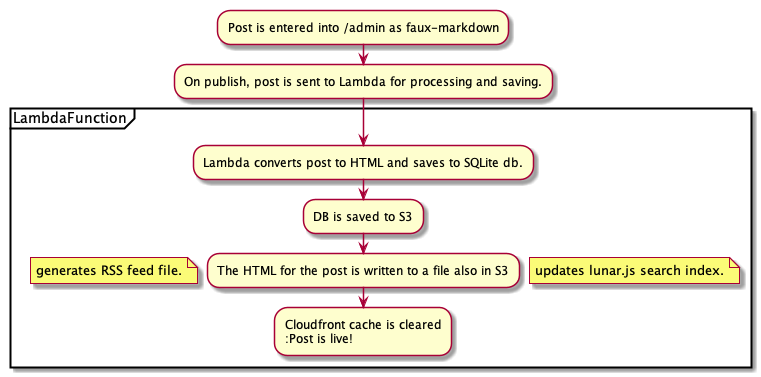 Post is entered into /admin as faux-markdown
On publish, post is sent to Lambda for processing and saving.
LambdaFunction
Lambda converts post to HTML and saves to SQLite db.
DB is saved to S3
generates RSS feed file.
The HTML for the post is written to a file also in S3
updates lunar.js search index.
Cloudfront cache is cleared
:Post is live!